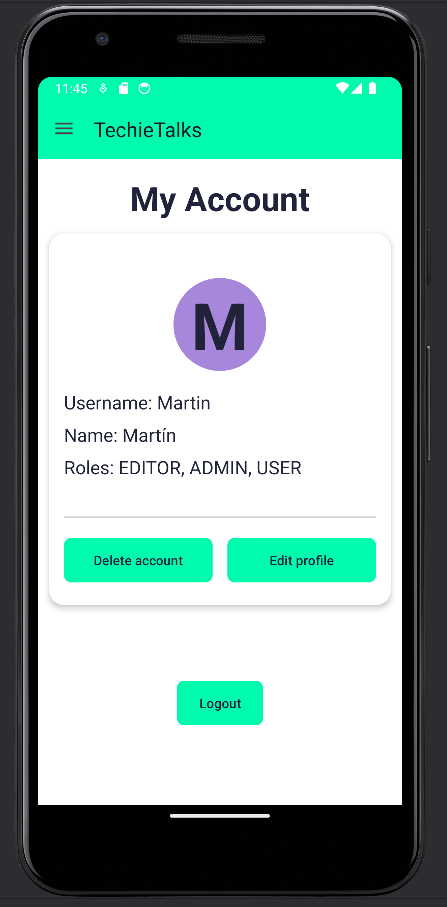 11:45
TechieTalks
My Account
M
Username: Martin
Name: Martín
Roles: EDITOR, ADMIN, USER
Delete account
Edit profile
Logout